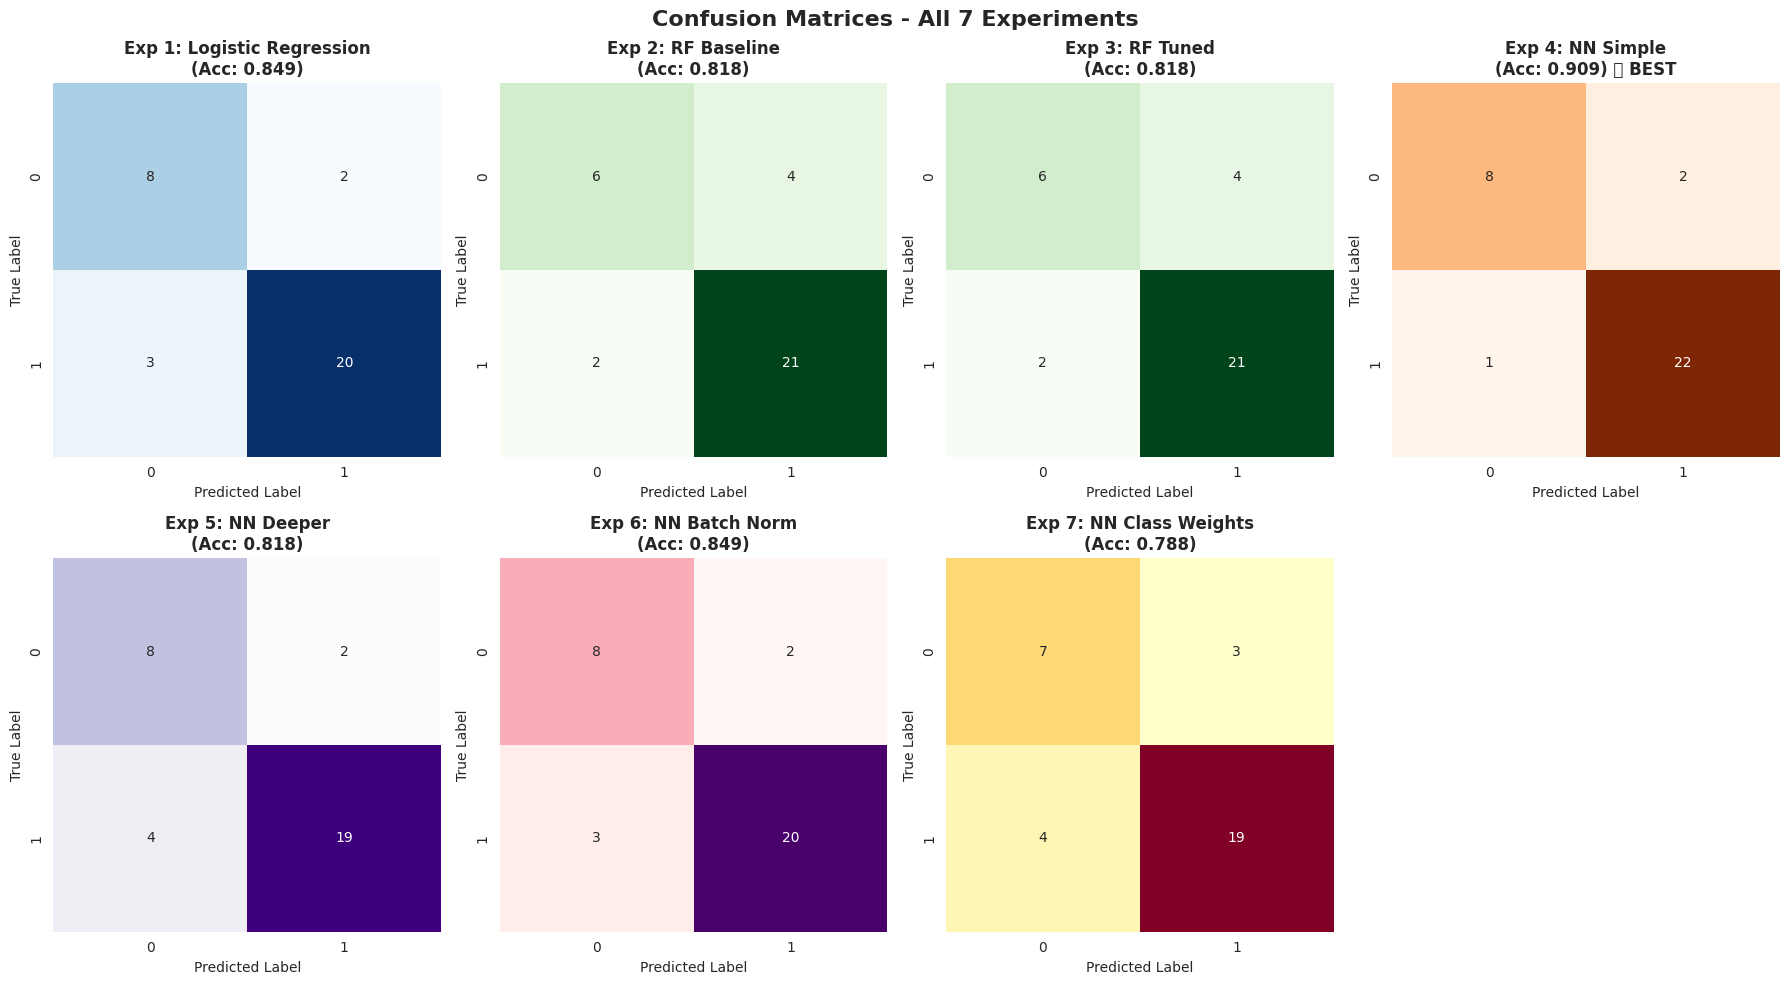 Confusion Matrices - All 7 Experiments
Exp 1: Logistic Regression
(Acc: 0.849)
True Label
0
8
2
1
3
20
0
1
Predicted Label
Exp 2: RF Baseline
(Acc: 0.818)
True Label
0
6
4
1
2
21
0
1
Predicted Label
Exp 3: RF Tuned
(Acc: 0.818)
True Label
0
6
4
1
2
21
0
1
Predicted Label
Exp 4: NN Simple
(Acc: 0.909) ▯ BEST
True Label
0
8
2
1
1
22
0
1
Predicted Label
Exp 5: NN Deeper
(Acc: 0.818)
True Label
0
8
2
1
4
19
0
1
Predicted Label
Exp 6: NN Batch Norm
(Acc: 0.849)
True Label
0
8
2
1
3
20
0
1
Predicted Label
Exp 7: NN Class Weights
(Acc: 0.788)
True Label
0
7
3
1
4
19
0
1
Predicted Label